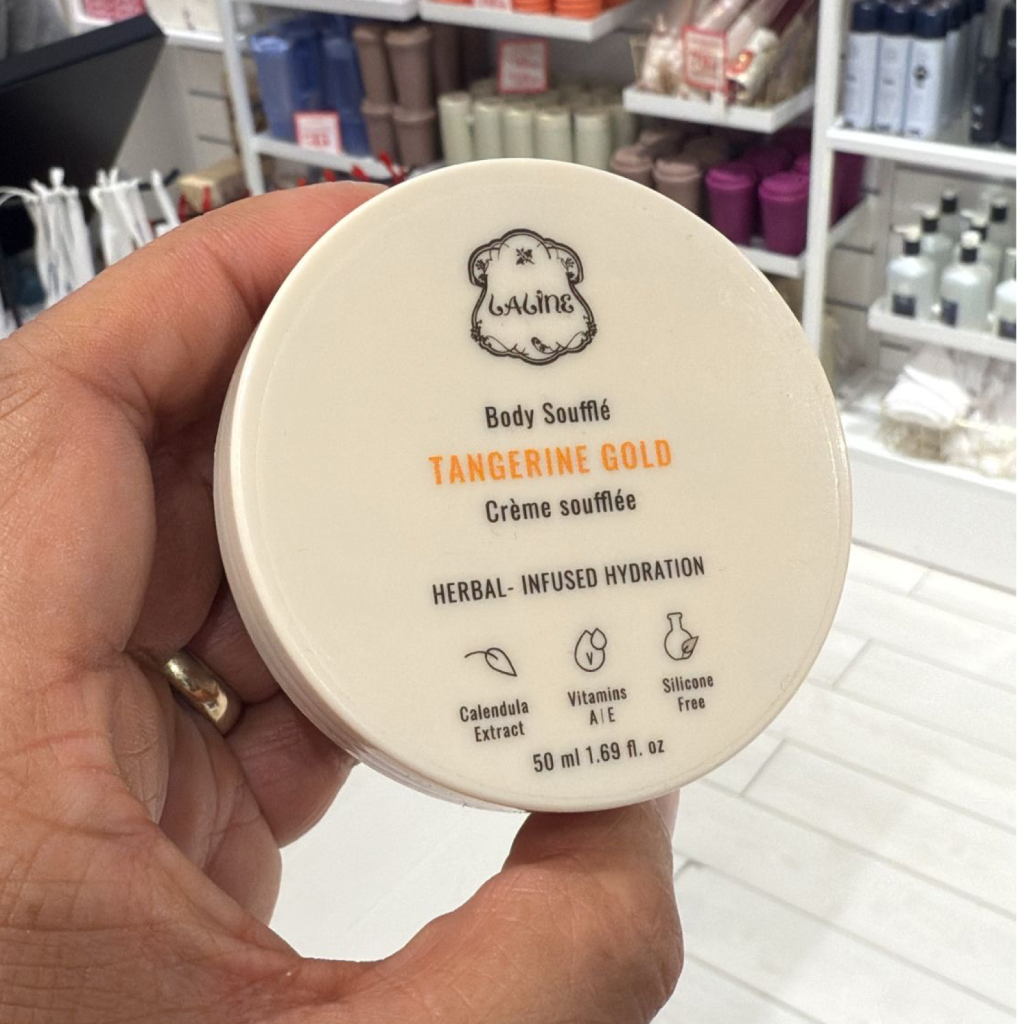 LALINE
Body Soufflé
TANGERINE GOLD
Crème soufflée
HERBAL- INFUSED HYDRATION
V
Calendula
Extract
Vitamins
A|E
Silicone
Free
50 ml 1.69 fl. oz